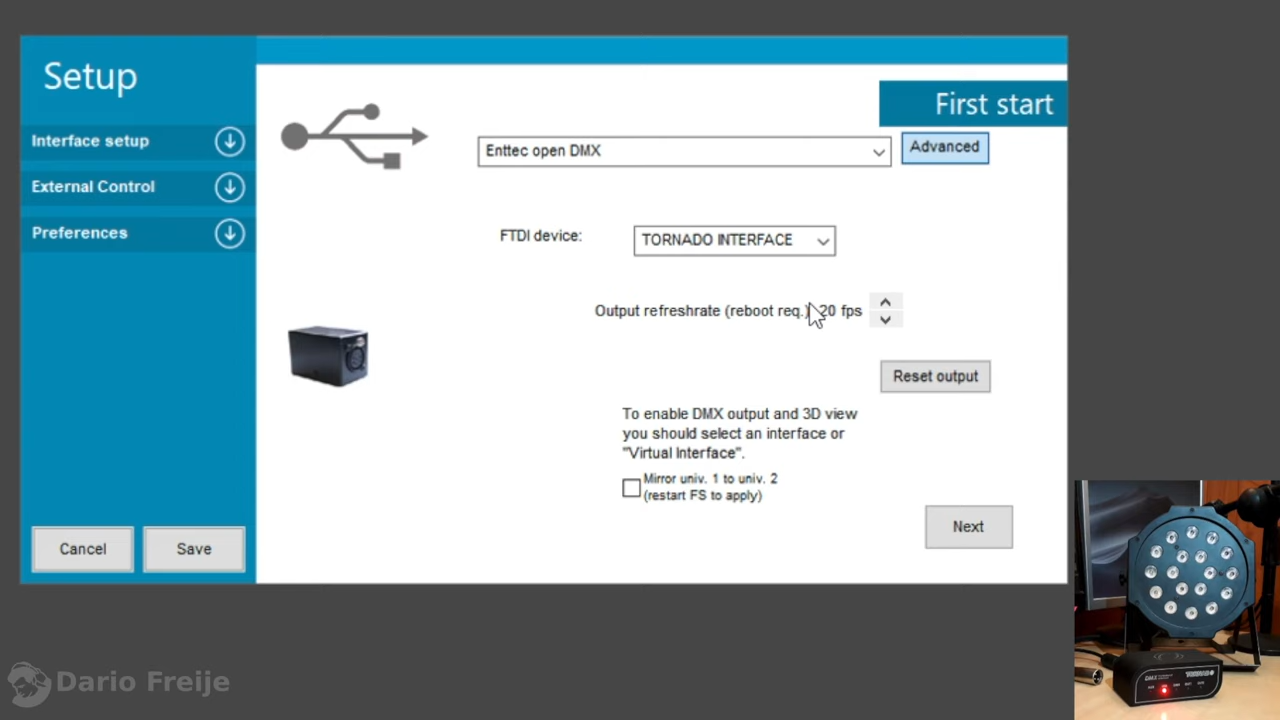 Setup
First start
Interface setup
External Control
Preferences
Enttec open DMX
Advanced
FTDI device:
TORNADO INTERFACE
Output refreshrate (reboot req.) 20 fps
Reset output
To enable DMX output and 3D view
you should select an interface or
"Virtual Interface".
Mirror univ. 1 to univ. 2
(restart FS to apply)
Next
Cancel
Save
Dario Freije
DMX
TORNADO